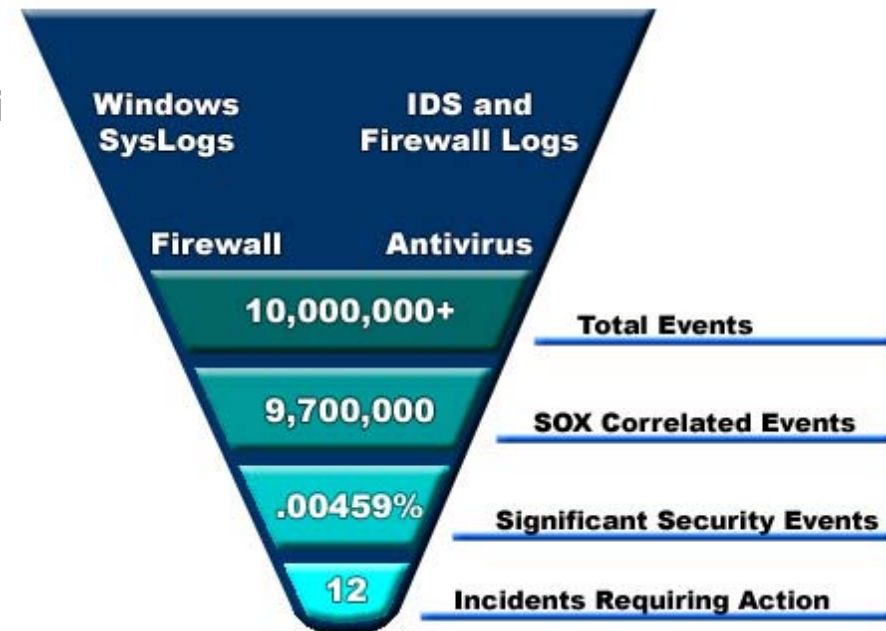 Windows
SysLogs
IDS and
Firewall Logs
Firewall
Antivirus
10,000,000+
Total Events
9,700,000
SOX Correlated Events
.00459%
Significant Security Events
12
Incidents Requiring Action